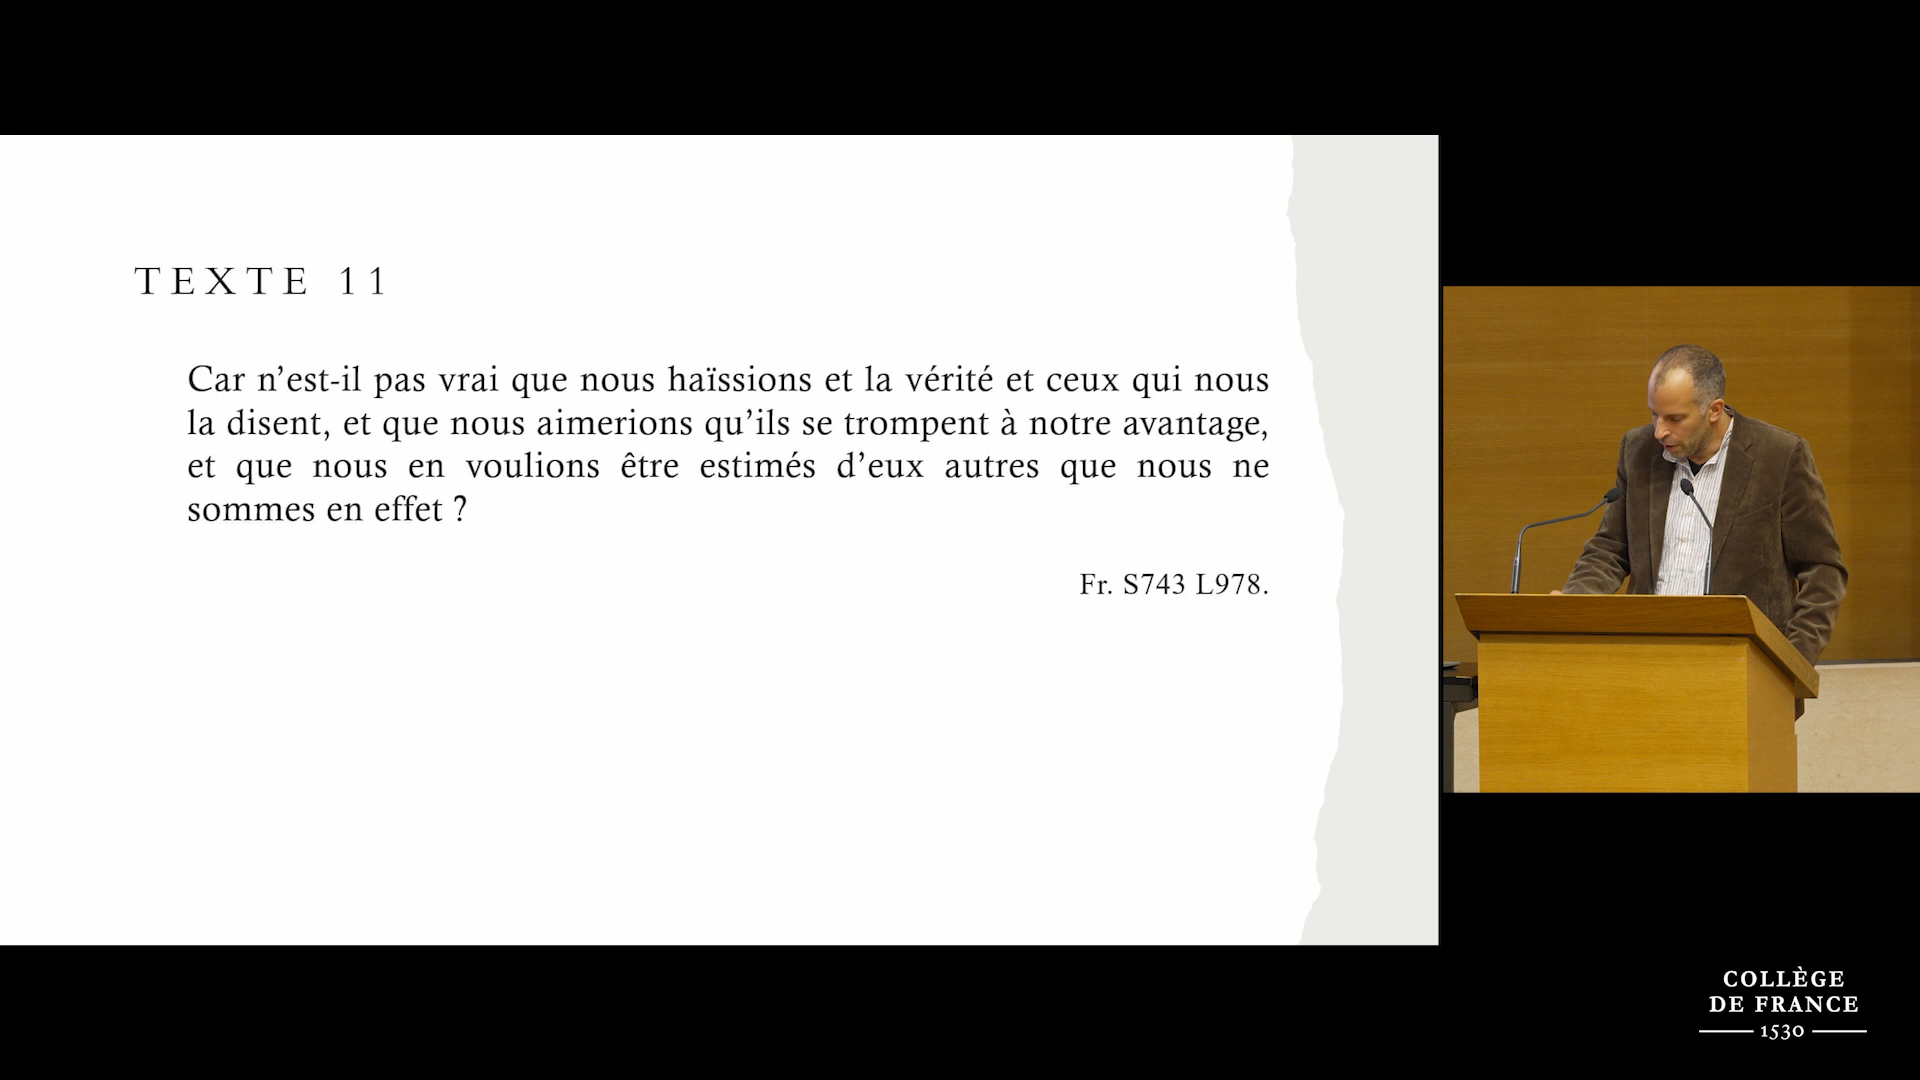 TEXTE 11
Car n'est-il pas vrai que nous haïssions et la vérité et ceux qui nous
la disent, et que nous aimerions qu'ils se trompent à notre avantage,
et que nous en voulions être estimés d'eux autres que nous ne
sommes en effet ?
Fr. S743 L978.
COLLÈGE
DE FRANCE
1530